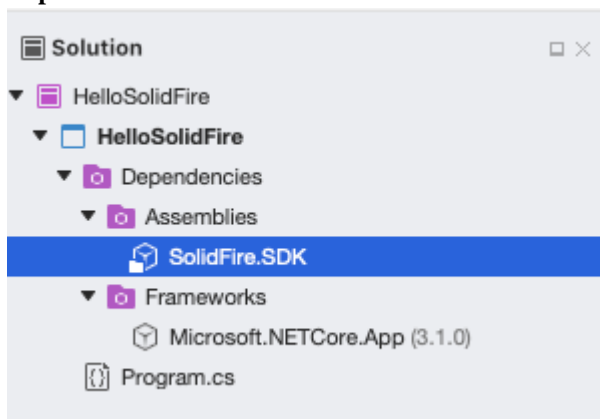 Solution
HelloSolidFire
HelloSolidFire
Dependencies
Assemblies
SolidFire.SDK
Frameworks
Microsoft.NETCore.App (3.1.0)
Program.cs